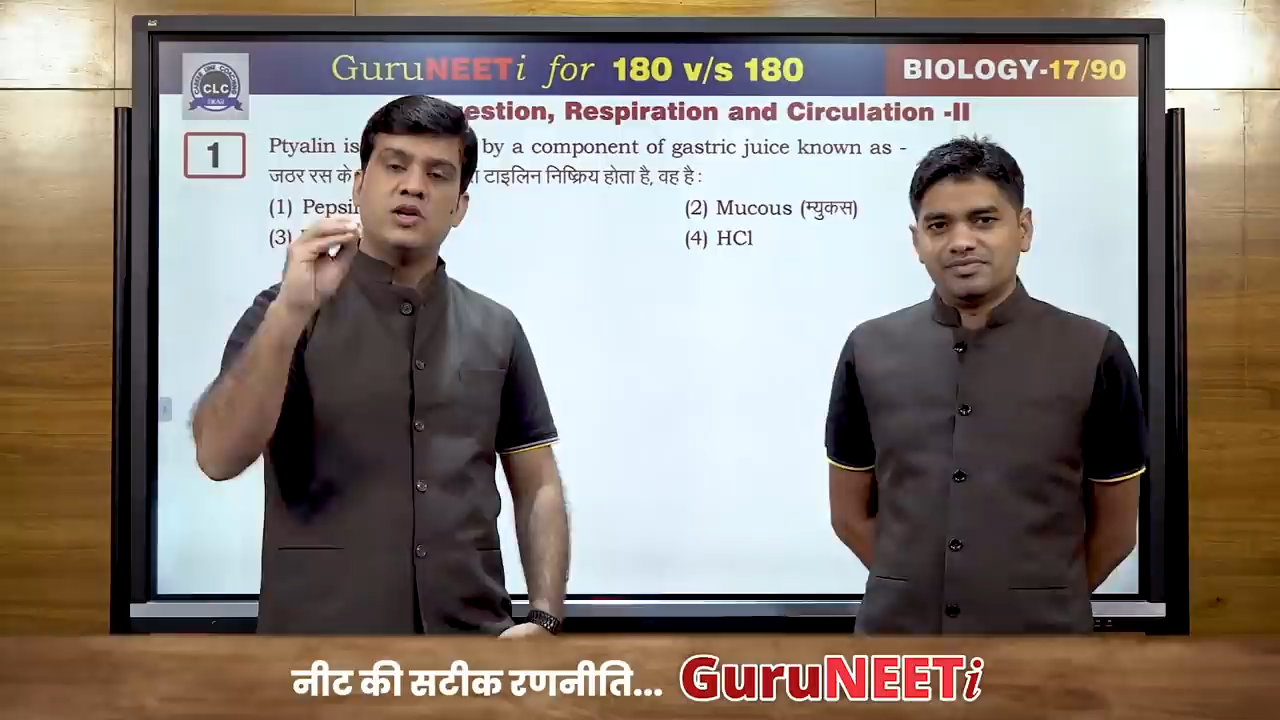 GuruNEETi for 180 v/s 180
BIOLOGY-17/90
CLC
SIKAR
estion, Respiration and Circulation -II
1
Ptyalin is by a component of gastric juice known as -
जठर रस के टाइलिन निष्क्रिय होता है, वह है :
(1) Pepsi
(2) Mucous (म्युकस)
(3)
(4) HCl
नीट की सटीक रणनीति... GuruNEETi